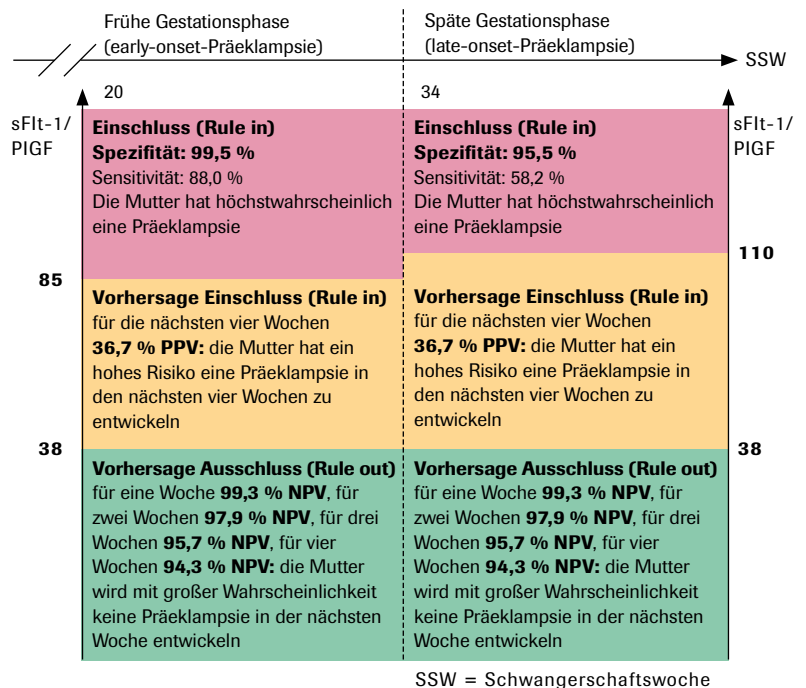 Frühe Gestationsphase
(early-onset-Präeklampsie)
Späte Gestationsphase
(late-onset-Präeklampsie)
SSW
20
34
sFlt-1/
PlGF
sFlt-1/
PlGF
Einschluss (Rule in)
Spezifität: 99,5 %
Sensitivität: 88,0 %
Die Mutter hat höchstwahrscheinlich
eine Präeklampsie
Einschluss (Rule in)
Spezifität: 95,5 %
Sensitivität: 58,2 %
Die Mutter hat höchstwahrscheinlich
eine Präeklampsie
85
110
Vorhersage Einschluss (Rule in)
für die nächsten vier Wochen
36,7 % PPV: die Mutter hat ein
hohes Risiko eine Präeklampsie in
den nächsten vier Wochen zu
entwickeln
Vorhersage Einschluss (Rule in)
für die nächsten vier Wochen
36,7 % PPV: die Mutter hat ein
hohes Risiko eine Präeklampsie in
den nächsten vier Wochen zu
entwickeln
38
38
Vorhersage Ausschluss (Rule out)
für eine Woche 99,3 % NPV, für
zwei Wochen 97,9 % NPV, für drei
Wochen 95,7 % NPV, für vier
Wochen 94,3 % NPV: die Mutter
wird mit großer Wahrscheinlichkeit
keine Präeklampsie in der nächsten
Woche entwickeln
Vorhersage Ausschluss (Rule out)
für eine Woche 99,3 % NPV, für
zwei Wochen 97,9 % NPV, für drei
Wochen 95,7 % NPV, für vier
Wochen 94,3 % NPV: die Mutter
wird mit großer Wahrscheinlichkeit
keine Präeklampsie in der nächsten
Woche entwickeln
SSW = Schwangerschaftswoche